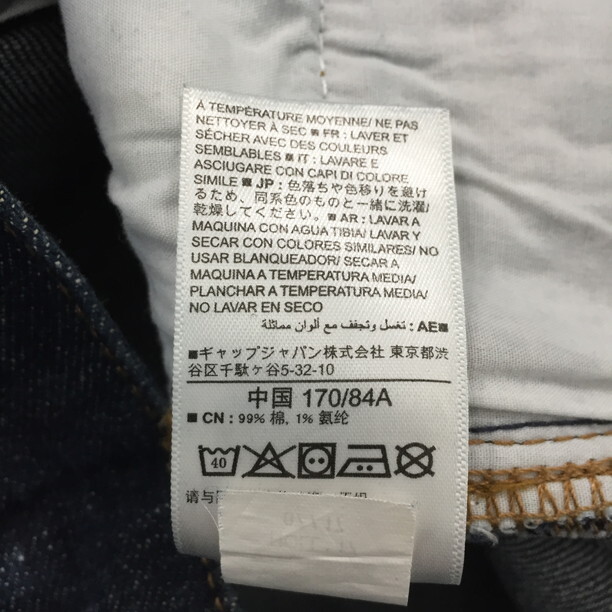 À TEMPÉRATURE MOYENNE/ NE PAS
NETTOYER À SEC ■ FR : LAVER ET
SÉCHER AVEC DES COULEURS
SEMBLABLES ■ IT : LAVARE E
ASCIUGARE CON CAPI DI COLORE
SIMILE ■ JP : 色落ちや色移りを避け
るため、同系色のものと一緒に洗濯/
乾燥してください。■ AR : LAVAR A
MAQUINA CON AGUA TIBIA/ LAVAR Y
SECAR CON COLORES SIMILARES/ NO
USAR BLANQUEADOR/ SECAR A
MAQUINA A TEMPERATURA MEDIA/
PLANCHAR A TEMPERATURA MEDIA/
NO LAVAR EN SECO
■AE : تغسل وتجفف مع ألوان مماثلة
■ギャップジャパン株式会社 東京都渋
谷区千駄ヶ谷5-32-10
中国 170/84A
■ CN : 99% 棉, 1% 氨纶
40
请与